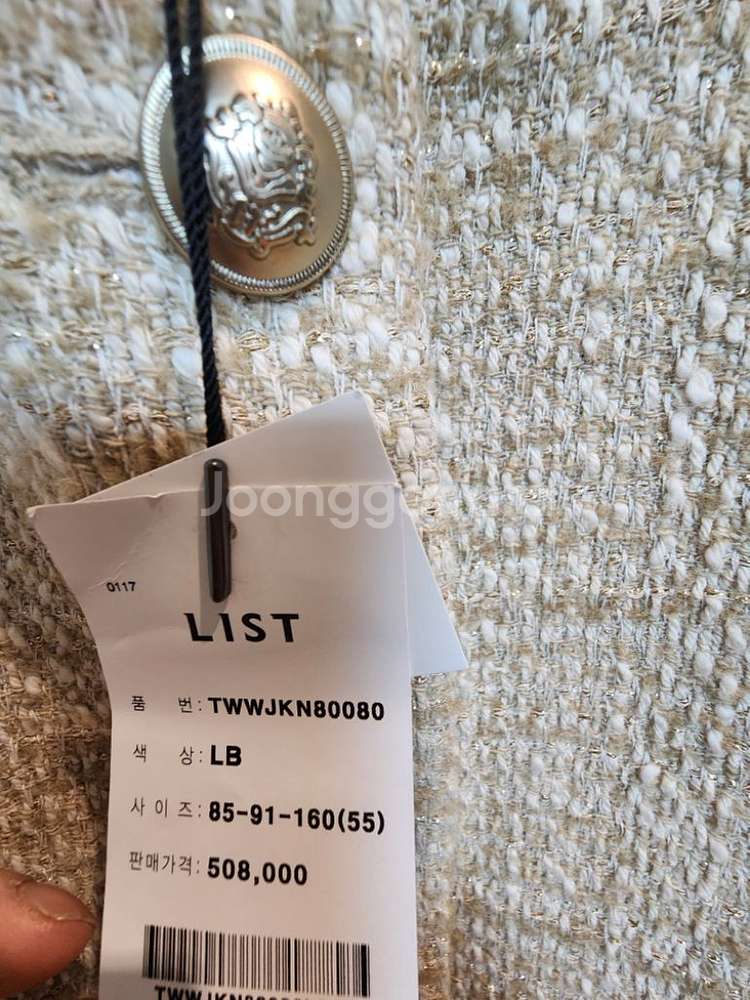 0117
LIST
품 번: TWWJKN80080
색 상: LB
사 이 즈: 85-91-160(55)
판매가격: 508,000